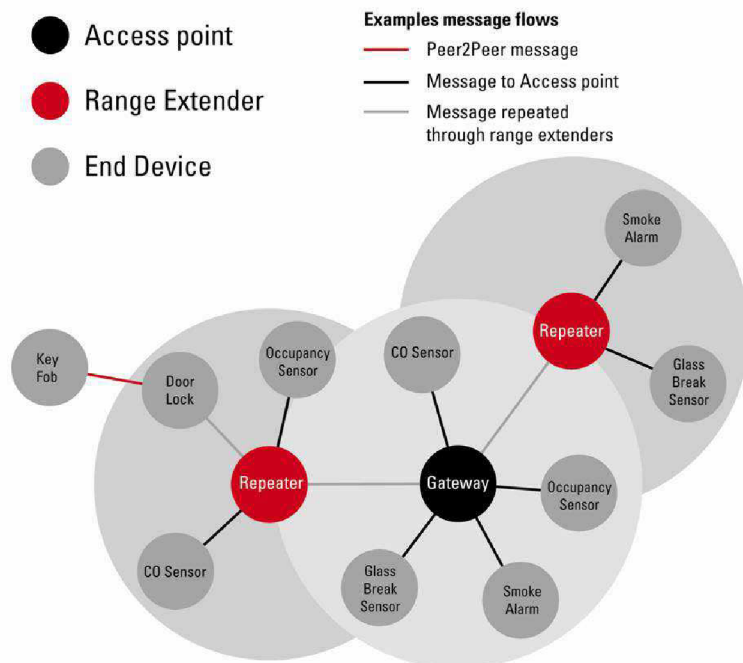 Access point
Range Extender
End Device
Examples message flows
Peer2Peer message
Message to Access point
Message repeated
through range extenders
Smoke
Alarm
Repeater
Glass
Break
Sensor
Key
Fob
Door
Lock
Occupancy
Sensor
CO Sensor
Repeater
Gateway
Occupancy
Sensor
CO Sensor
Glass
Break
Sensor
Smoke
Alarm